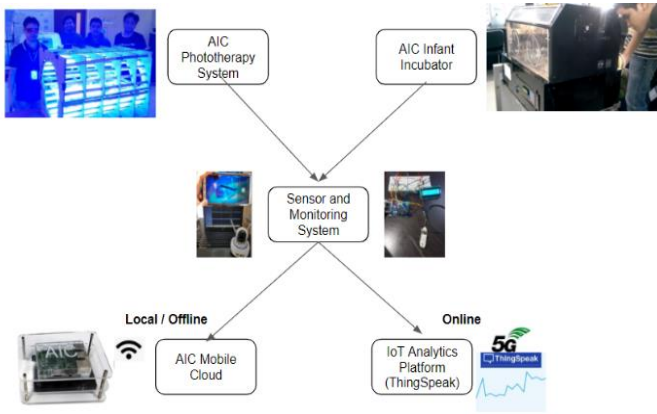 AIC
Phototherapy
System
AIC Infant
Incubator
Sensor and
Monitoring
System
Local / Offline
Online
AIC
AIC Mobile
Cloud
IoT Analytics
Platform
(ThingSpeak)
5G
ThingSpeak